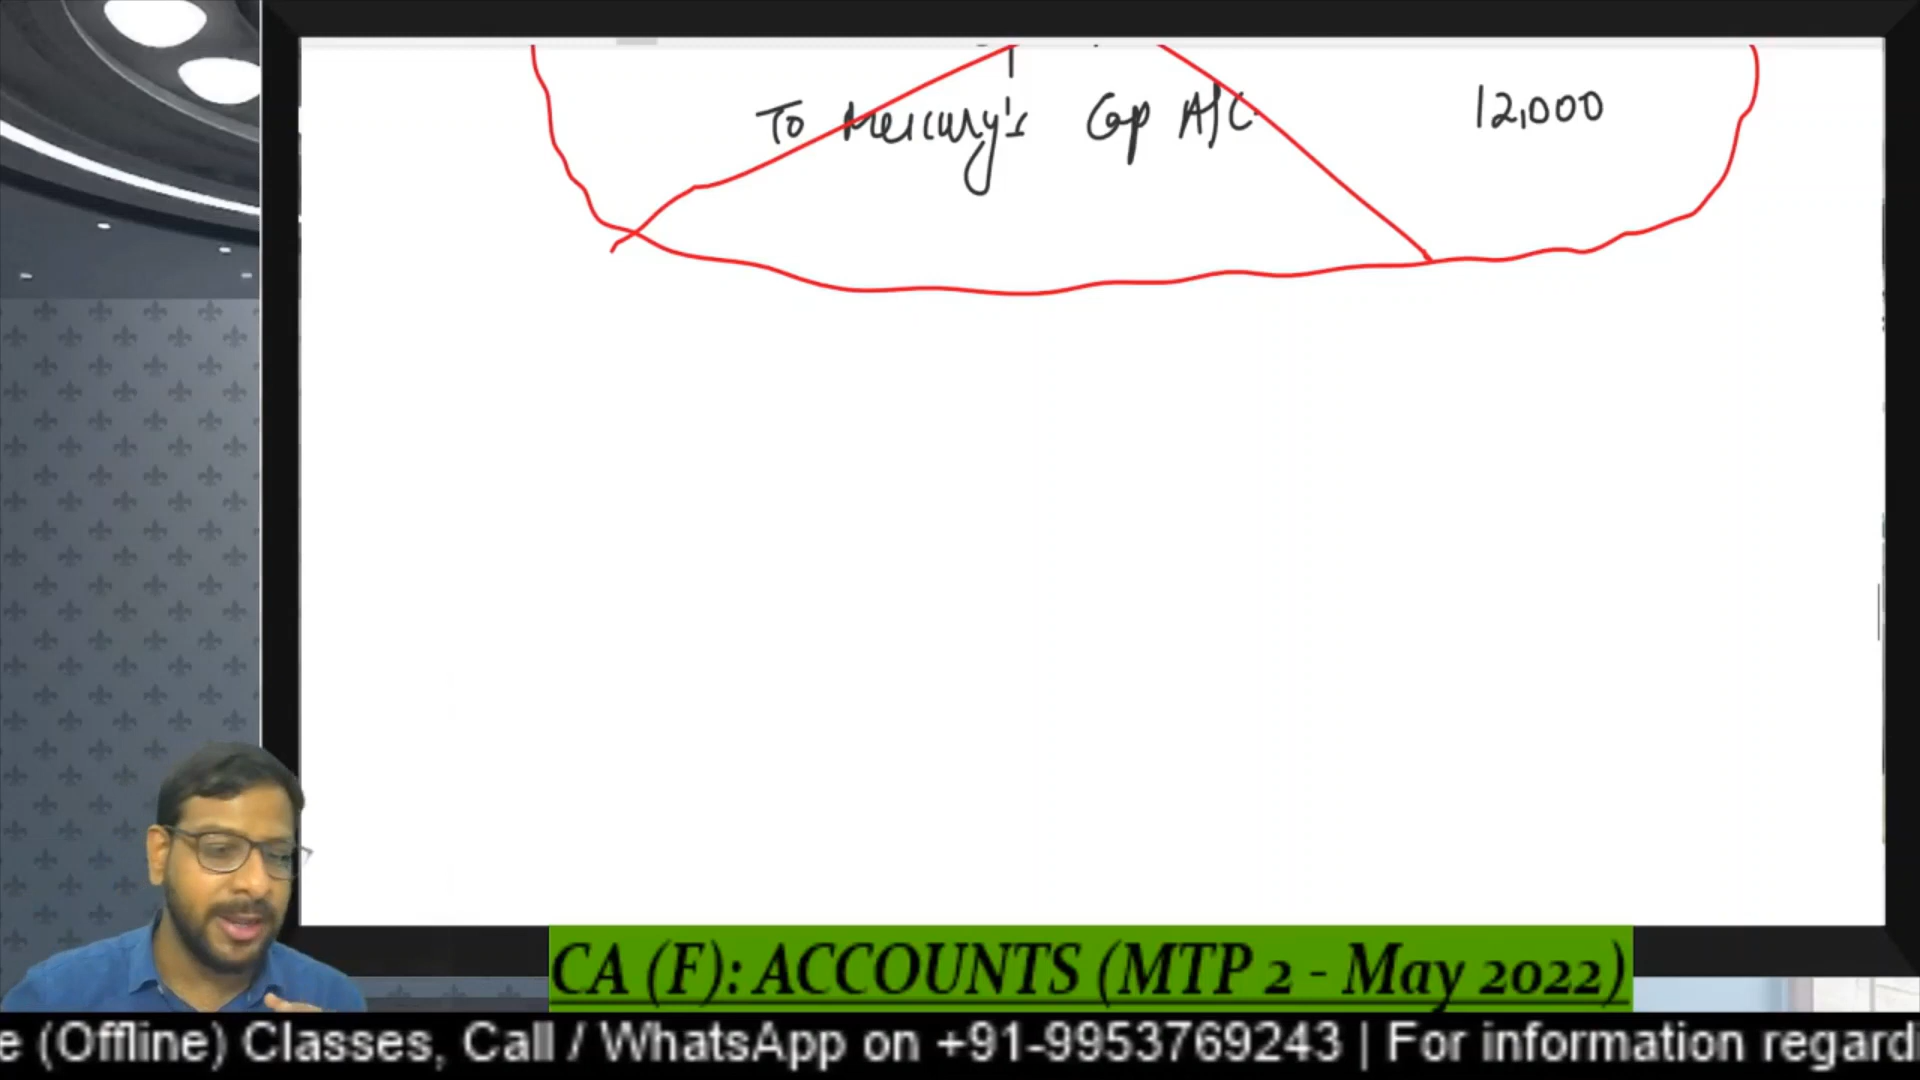 To Mercury's Cap A/C 12,000
CA (F): ACCOUNTS (MTP 2 - May 2022)
e (Offline) Classes, Call / WhatsApp on +91-9953769243 | For information regardi